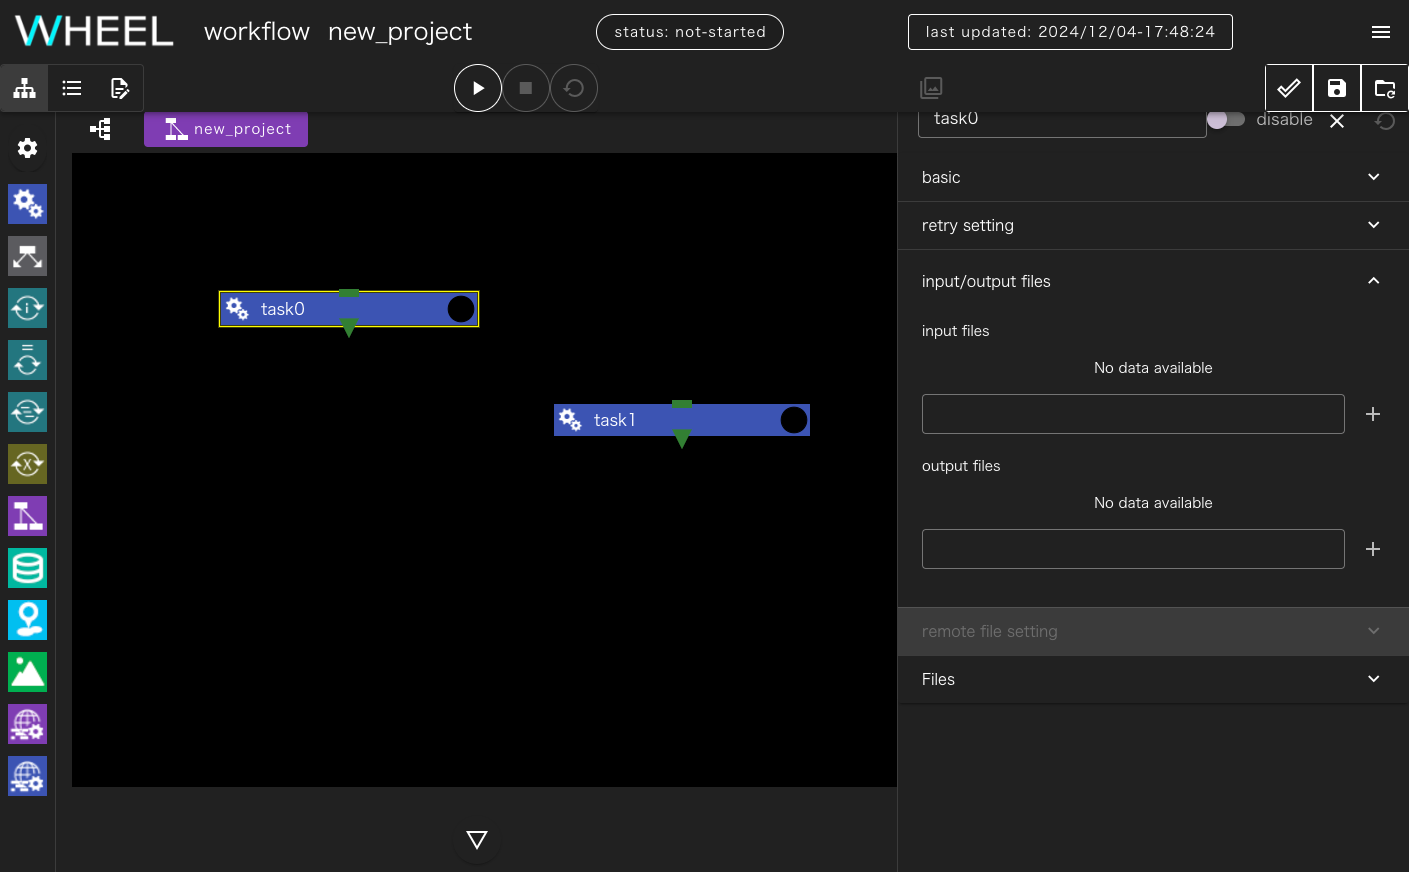 WHEEL workflow new_project status: not-started last updated: 2024/12/04-17:48:24
new_project
task0 disable
basic
retry setting
input/output files
input files
No data available
output files
No data available
remote file setting
Files
task0
task1